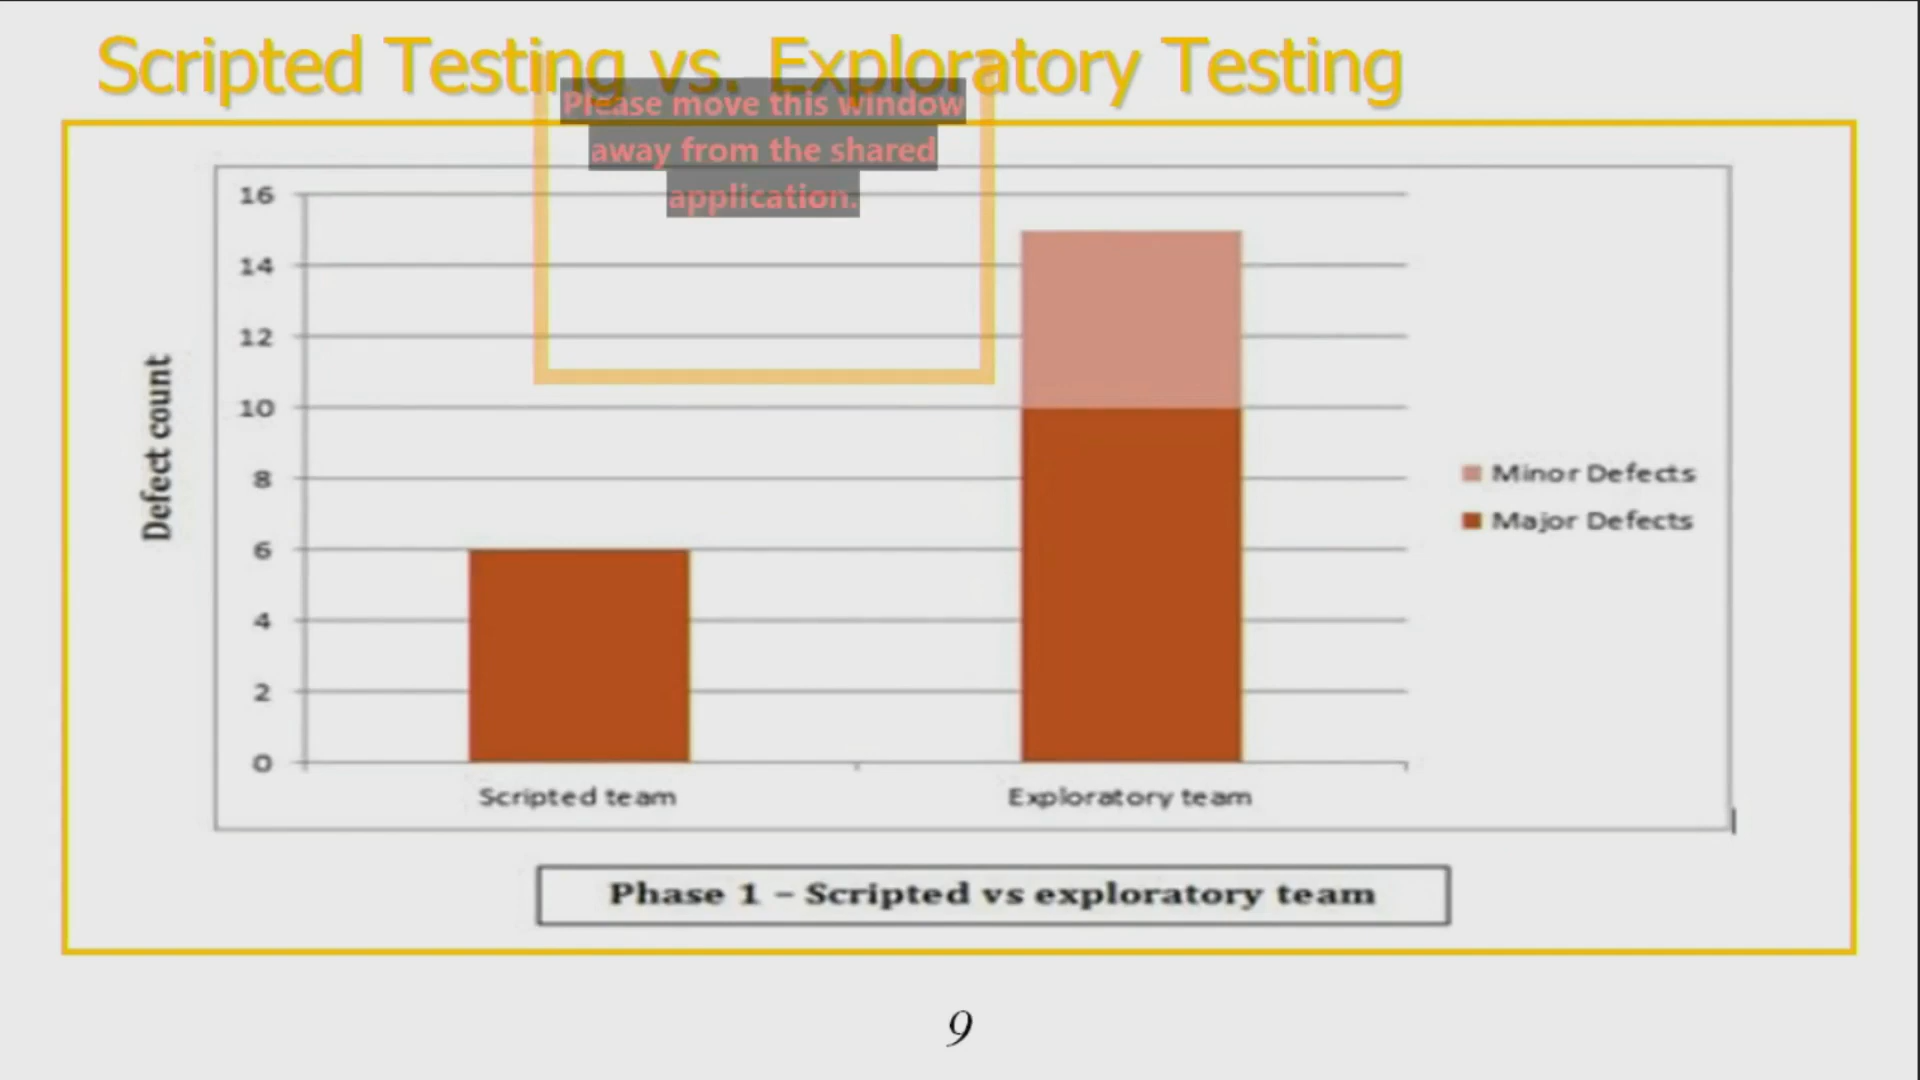 Scripted Testing vs. Exploratory Testing
Please move this window
away from the shared
application.
16
14
12
10
8
6
4
2
0
Defect count
Scripted team
Exploratory team
Minor Defects
Major Defects
Phase 1 – Scripted vs exploratory team
9